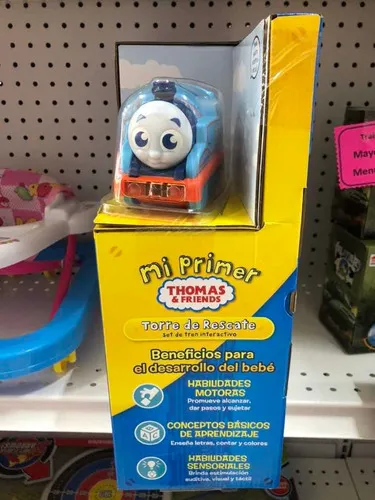 mi primer
THOMAS
& FRIENDS
Torre de Rescate
set de tren interactivo
Beneficios para
el desarrollo del bebé
HABILIDADES
MOTORAS
Promueve alcanzar,
dar pasos y sujetar
CONCEPTOS BÁSICOS
DE APRENDIZAJE
Enseña letras, contar y colores
HABILIDADES
SENSORIALES
Brinda estimulación
auditiva, visual y táctil
May
Men